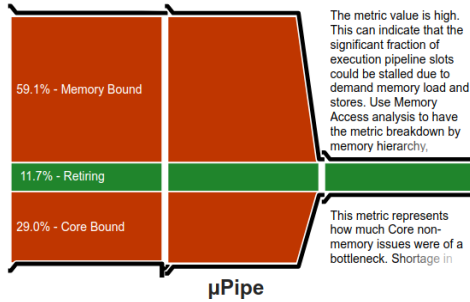 The metric value is high.
This can indicate that the
significant fraction of
execution pipeline slots
could be stalled due to
demand memory load and
stores. Use Memory
Access analysis to have
the metric breakdown by
memory hierarchy,
59.1% - Memory Bound
11.7% - Retiring
29.0% - Core Bound
This metric represents
how much Core non-
memory issues were of a
bottleneck. Shortage in
µPipe